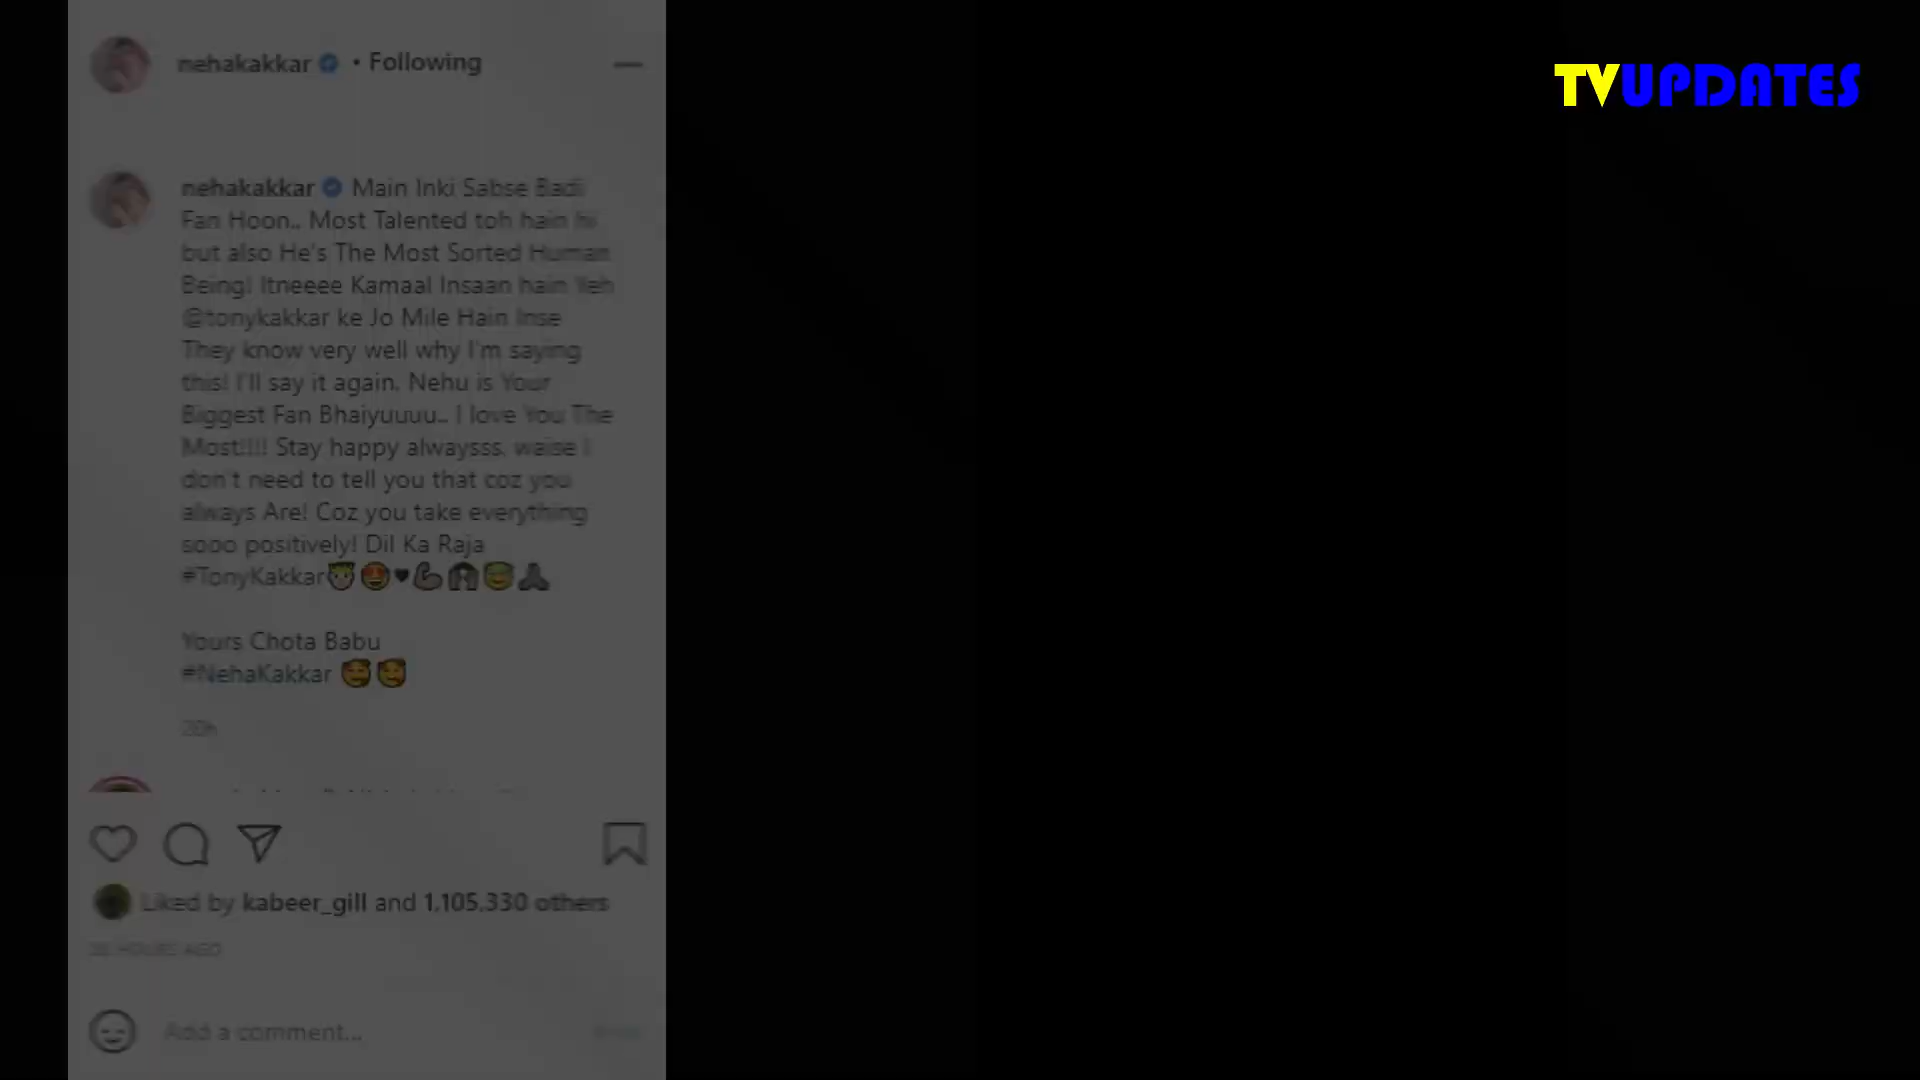 nehakakkar • Following
TVUPDATES
nehakakkar Main Inki Sabse Badi
Fan Hoon.. Most Talented toh hain hi
but also He's The Most Sorted Human
Being! Itneeee Kamaal Insaan hain Yeh
@tonykakkar ke Jo Mile Hain Inse
They know very well why I'm saying
this! I'll say it again. Nehu is Your
Biggest Fan Bhaiyuuuu.. I love You The
Most!!!! Stay happy alwaysss, waise I
don't need to tell you that coz you
always Are! Coz you take everything
sooo positively! Dil Ka Raja
#TonyKakkar
Yours Chota Babu
#NehaKakkar
20h
Liked by kabeer_gill and 1,105,330 others
20 HOURS AGO
Add a comment...